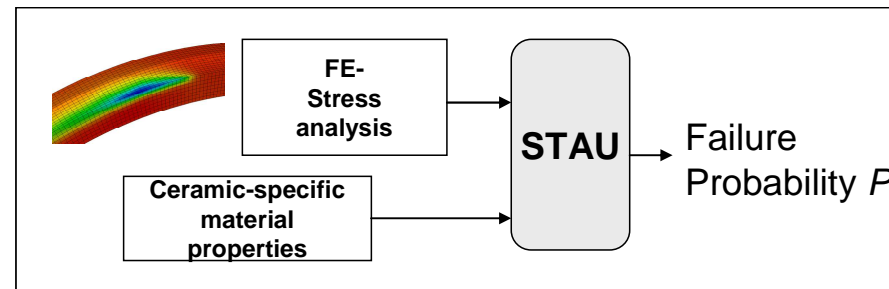 FE-
Stress
analysis
Ceramic-specific
material
properties
STAU
Failure
Probability P